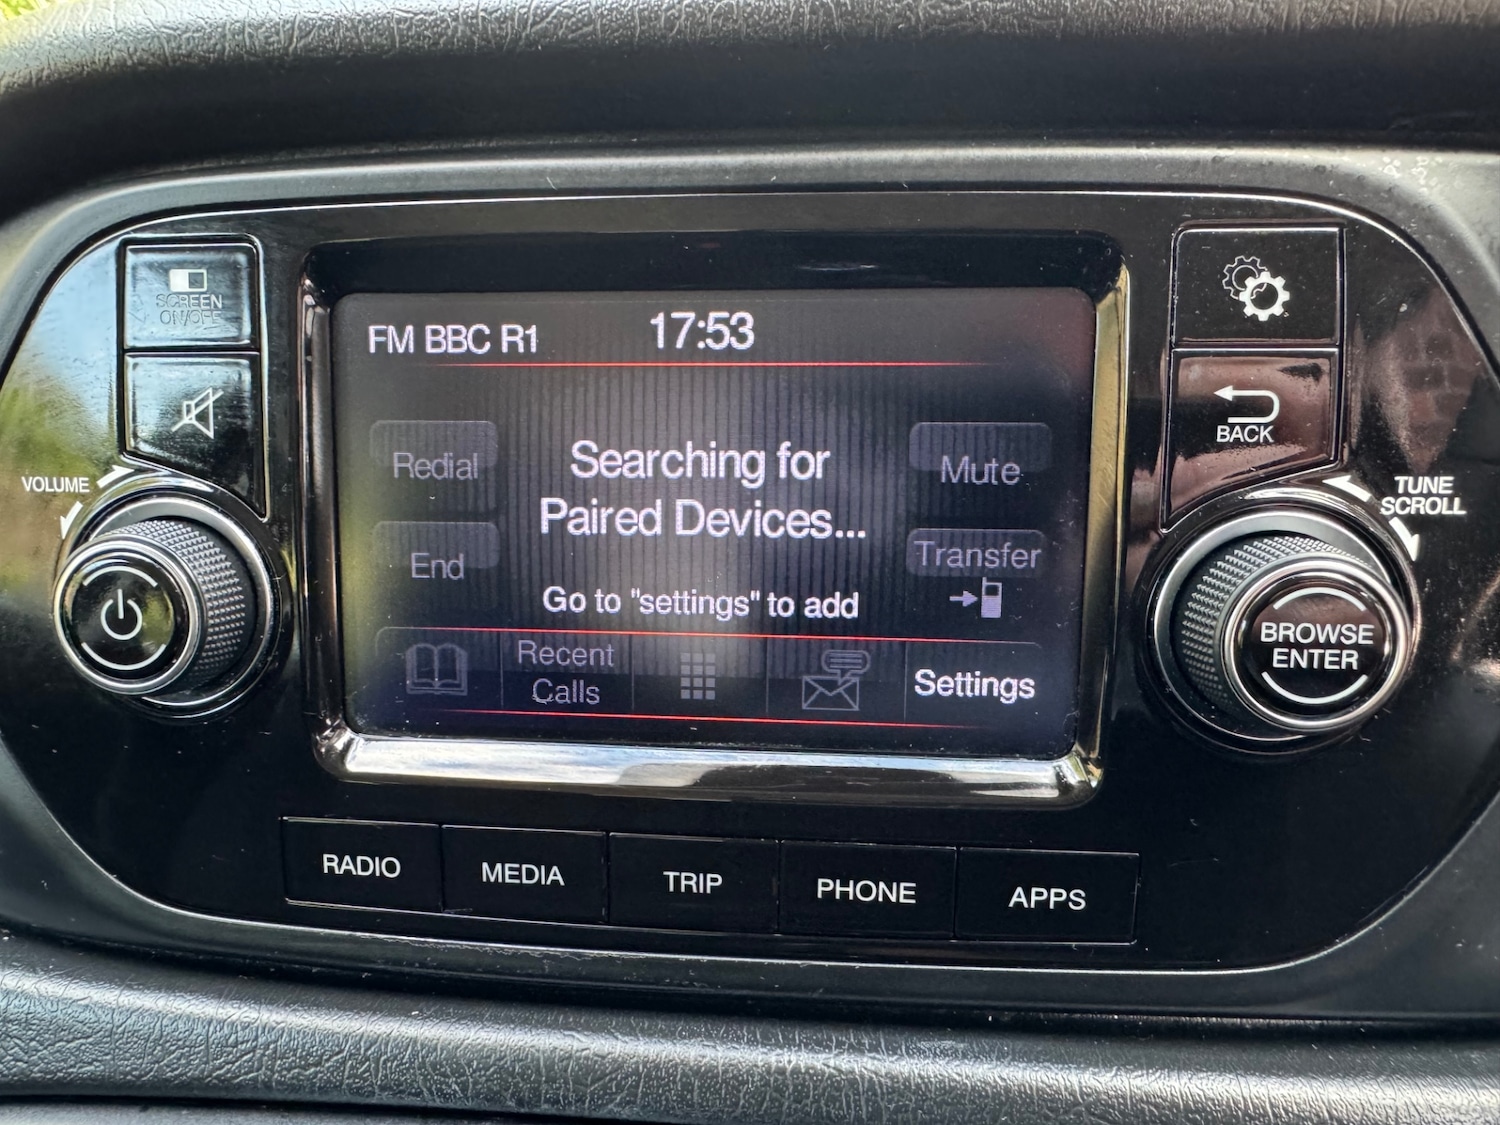 SCREEN
ON/OFF
VOLUME
FM BBC R1
17:53
Redial
Searching for
Paired Devices...
Mute
End
Transfer
Go to "settings" to add
Recent
Calls
Settings
BACK
TUNE
SCROLL
BROWSE
ENTER
RADIO
MEDIA
TRIP
PHONE
APPS